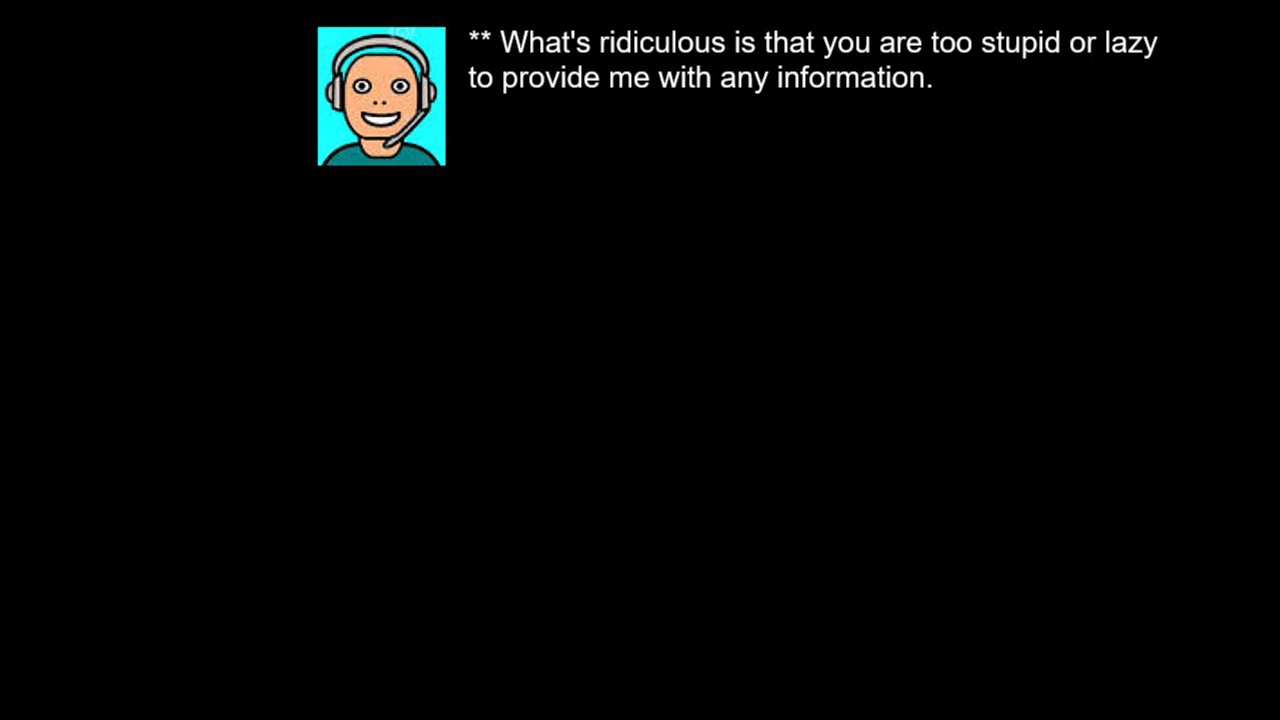 ** What's ridiculous is that you are too stupid or lazy
to provide me with any information.